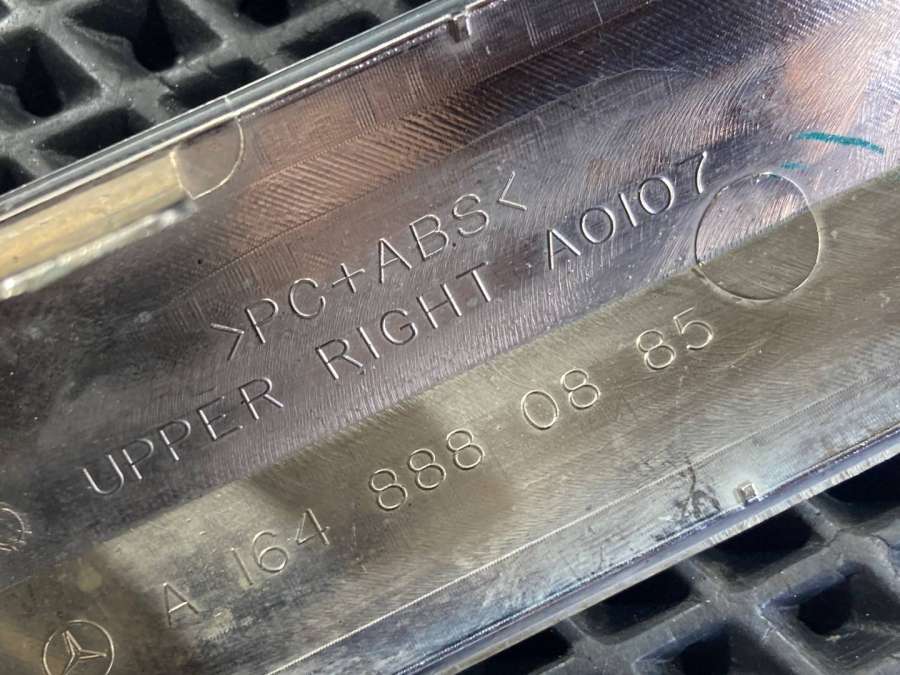 >PC+ABS<
UPPER RIGHT A0107
A 164 888 08 85